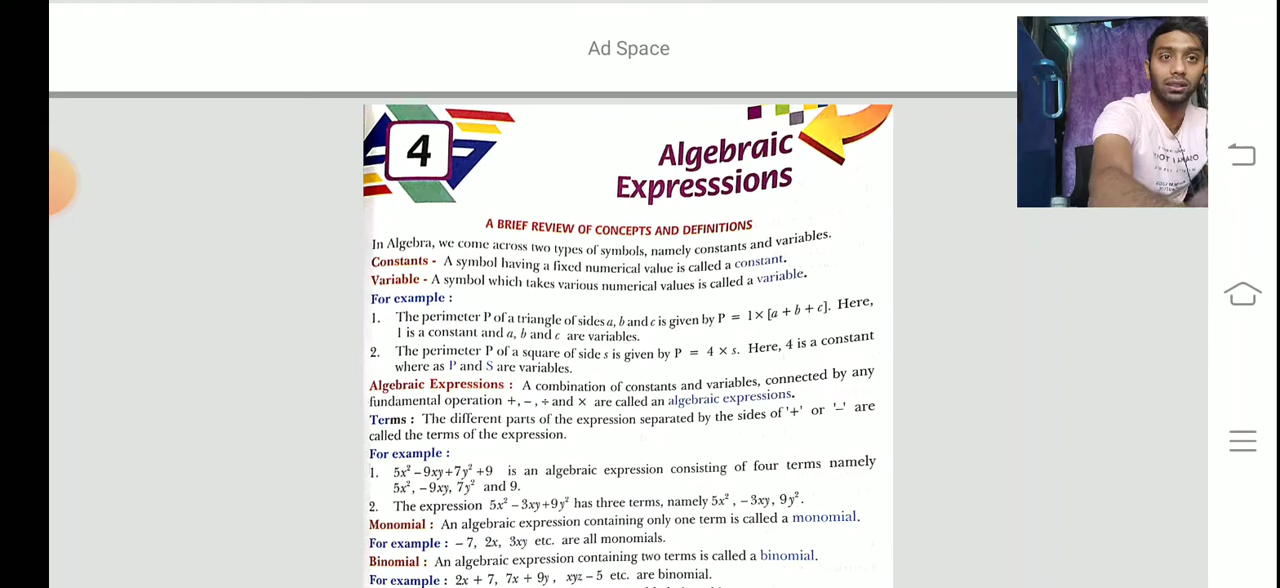 Ad Space
4
Algebraic
Expresssions
A BRIEF REVIEW OF CONCEPTS AND DEFINITIONS
In Algebra, we come across two types of symbols, namely constants and variables.
Constants - A symbol having a fixed numerical value is called a constant.
Variable - A symbol which takes various numerical values is called a variable.
For example :
1. The perimeter P of a triangle of sides a, b and c is given by P = 1 × [a + b + c]. Here,
1 is a constant and a, b and c are variables.
2. The perimeter P of a square of side s is given by P = 4 × s. Here, 4 is a constant
where as P and S are variables.
Algebraic Expressions : A combination of constants and variables, connected by any
fundamental operation +, −, ÷ and × are called an algebraic expressions.
Terms : The different parts of the expression separated by the sides of '+' or '−' are
called the terms of the expression.
For example :
1. 5x² − 9xy + 7y² + 9 is an algebraic expression consisting of four terms namely
5x², − 9xy, 7y² and 9.
2. The expression 5x² − 3xy + 9y² has three terms, namely 5x², − 3xy, 9y².
Monomial : An algebraic expression containing only one term is called a monomial.
For example : − 7, 2x, 3xy etc. are all monomials.
Binomial : An algebraic expression containing two terms is called a binomial.
For example : 2x + 7, 7x + 9y, xyz − 5 etc. are binomial.